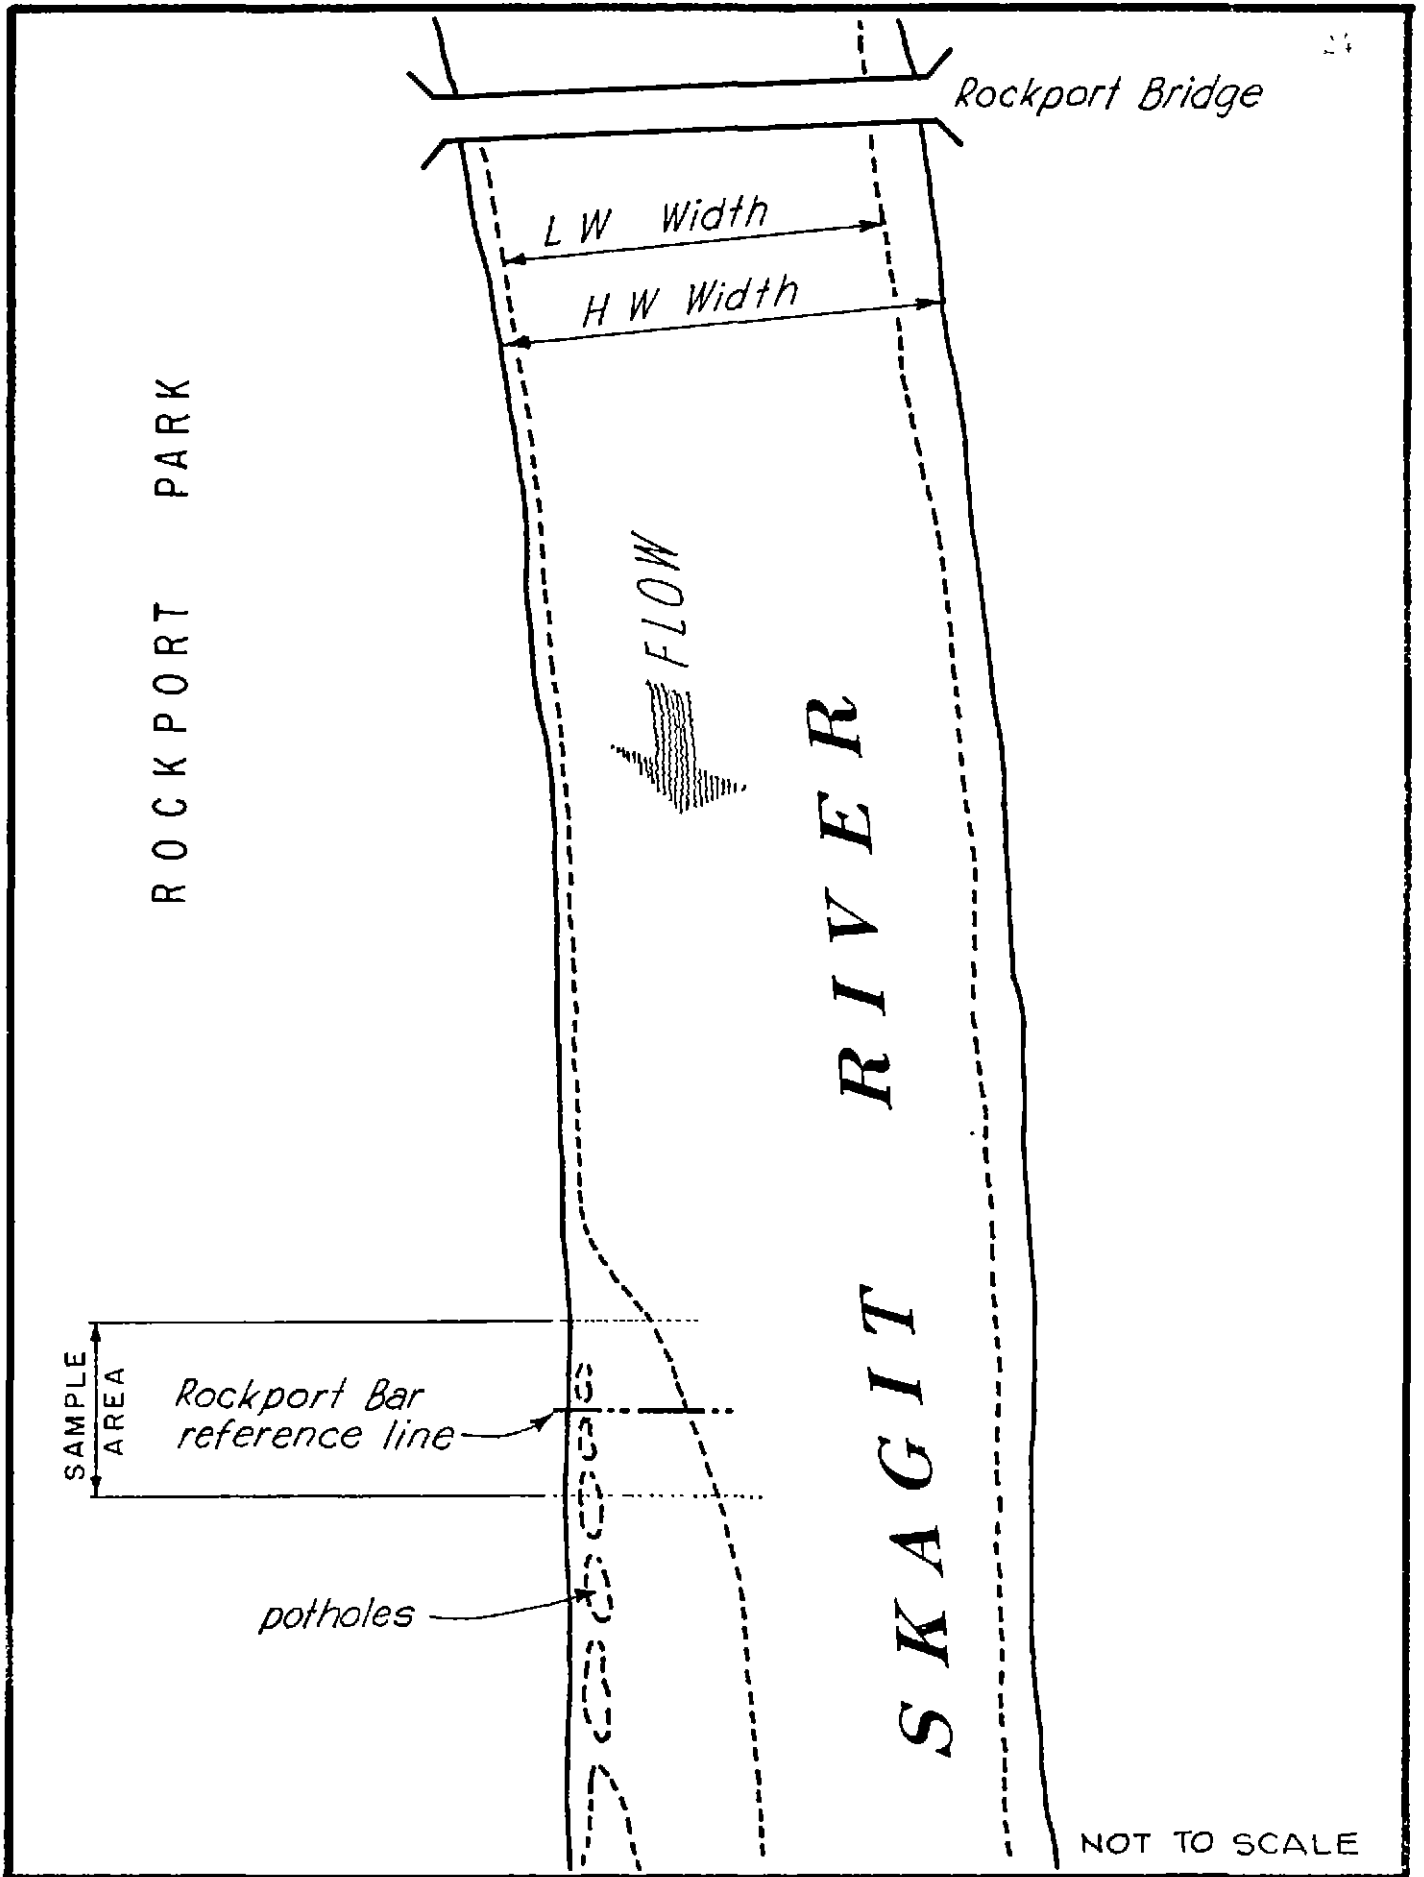 Rockport Bridge
L W Width
H W Width
ROCKPORT PARK
FLOW
SKAGIT RIVER
SAMPLE
AREA
Rockport Bar
reference line
potholes
NOT TO SCALE